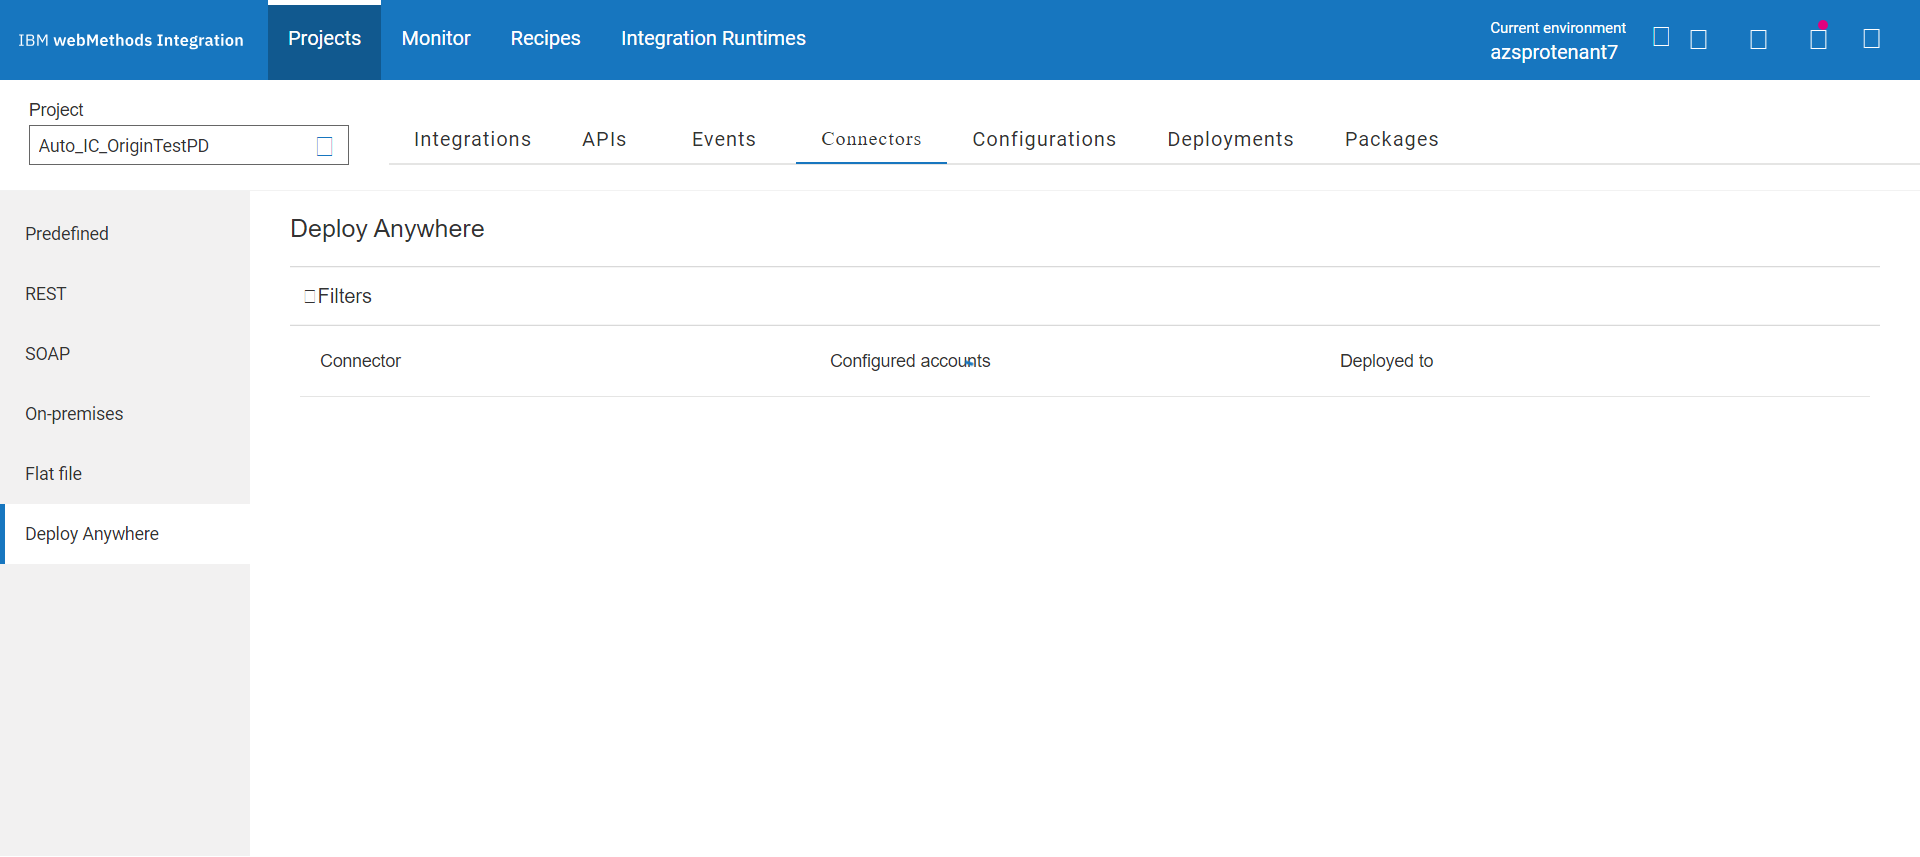 IBM webMethods Integration
Projects
Monitor
Recipes
Integration Runtimes
Current environment
azsprotenant7
Project
Auto_IC_OriginTestPD
Integrations
APIs
Events
Connectors
Configurations
Deployments
Packages
Predefined
REST
SOAP
On-premises
Flat file
Deploy Anywhere
Deploy Anywhere
Filters
Connector
Configured accounts
Deployed to